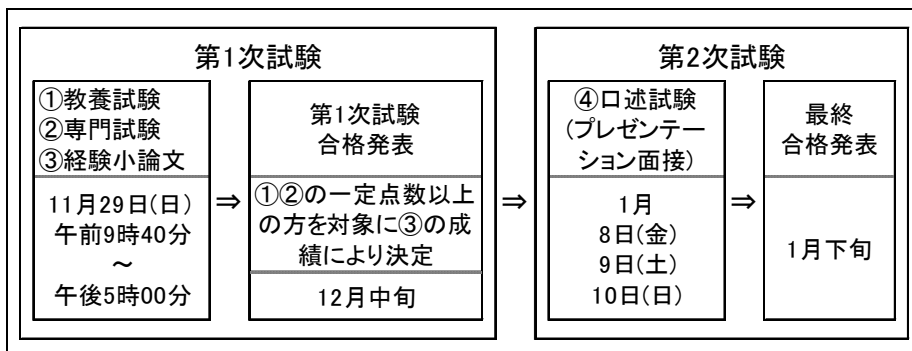 第1次試験
①教養試験
②専門試験
③経験小論文
11月29日(日)
午前9時40分
～
午後5時00分
⇒
第1次試験
合格発表
①②の一定点数以上
の方を対象に③の成
績により決定
12月中旬
⇒
第2次試験
④口述試験
(プレゼンテー
ション面接)
1月
8日(金)
9日(土)
10日(日)
⇒
最終
合格発表
1月下旬